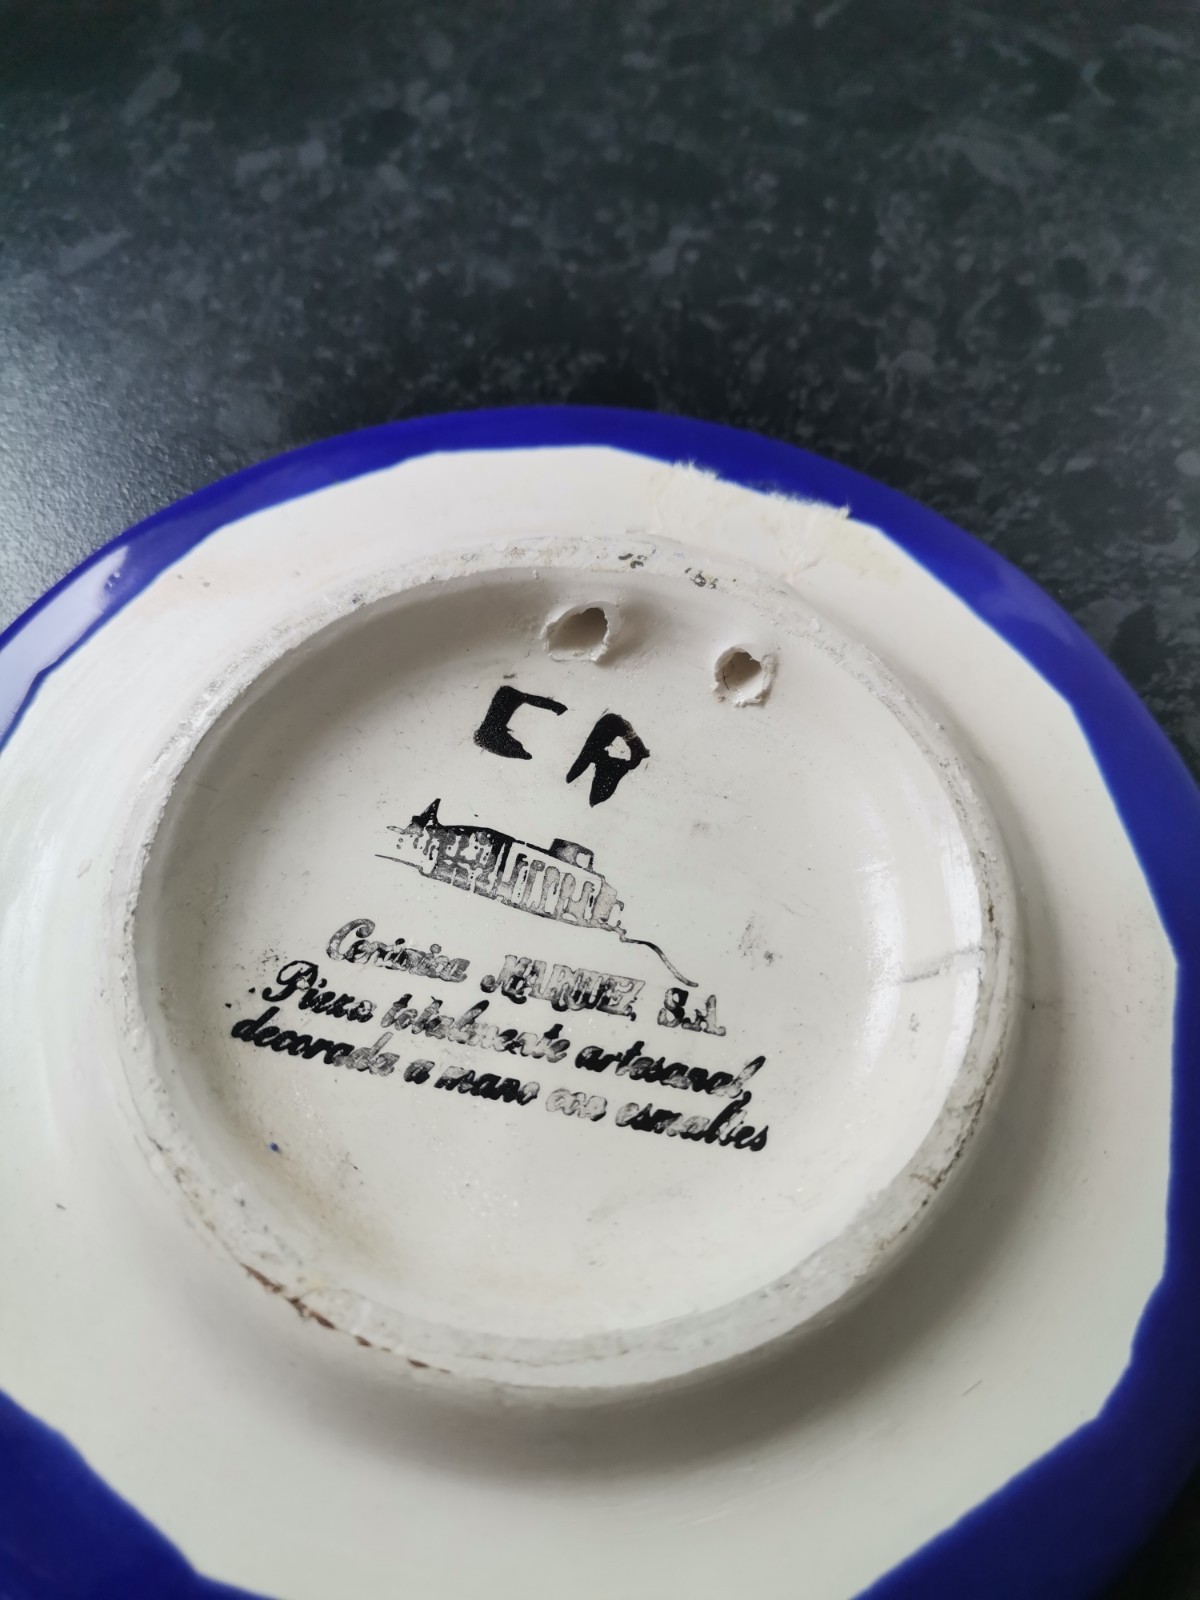 CR
Cerámica MARQUEZ, S.A.
Pieza totalmente artesanal,
decorada a mano con esmaltes